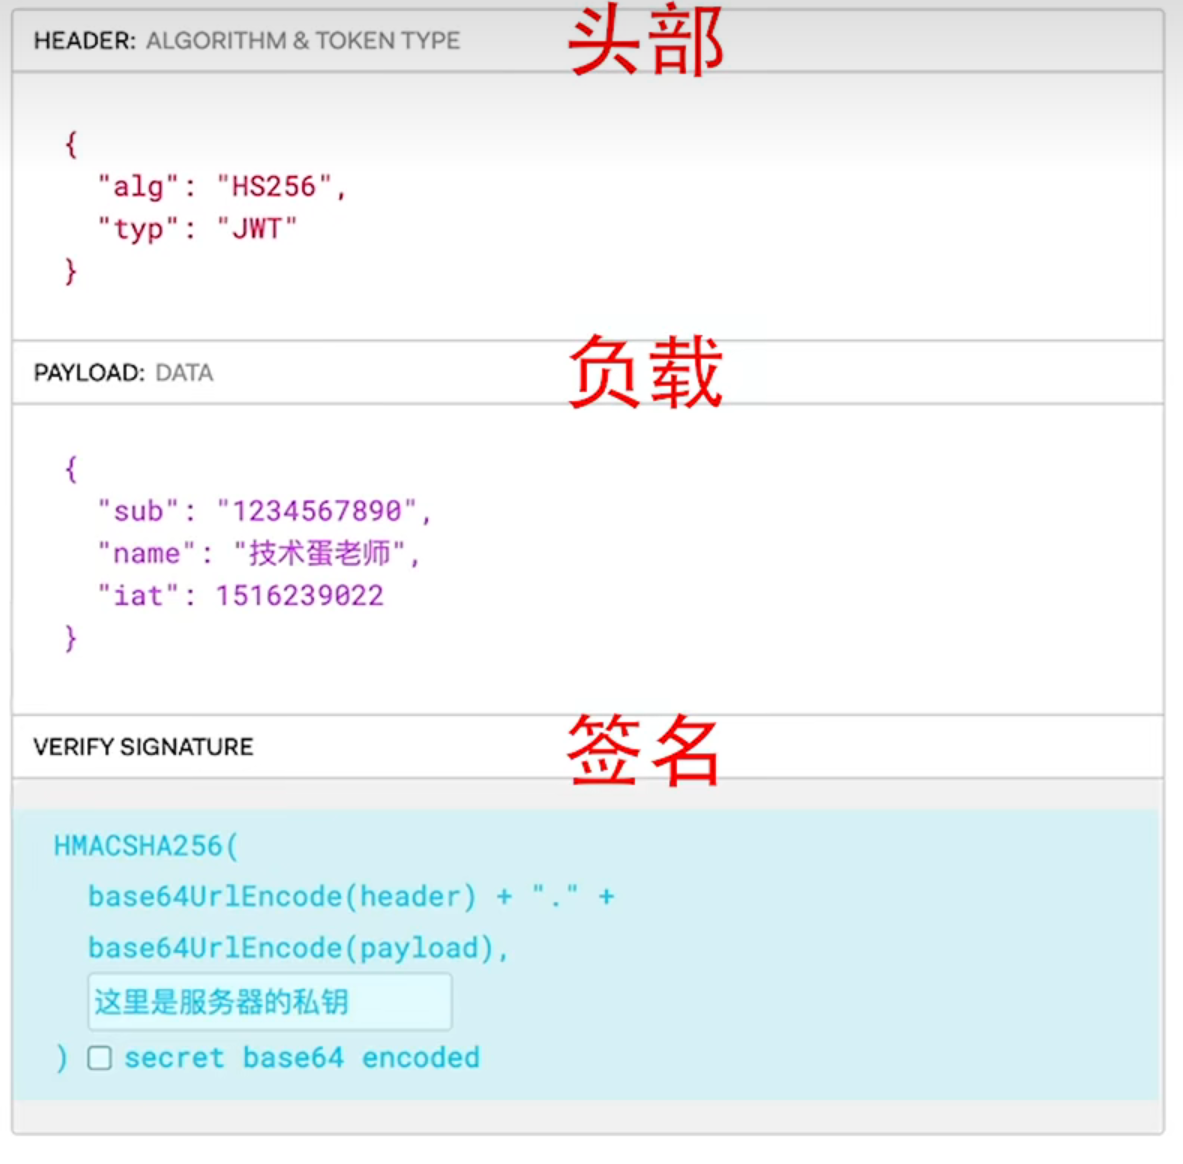 HEADER: ALGORITHM & TOKEN TYPE 头部
{
"alg": "HS256",
"typ": "JWT"
}
PAYLOAD: DATA 负载
{
"sub": "1234567890",
"name": "技术蛋老师",
"iat": 1516239022
}
VERIFY SIGNATURE 签名
HMACSHA256(
base64UrlEncode(header) + "." +
base64UrlEncode(payload),
这里是服务器的私钥
) secret base64 encoded